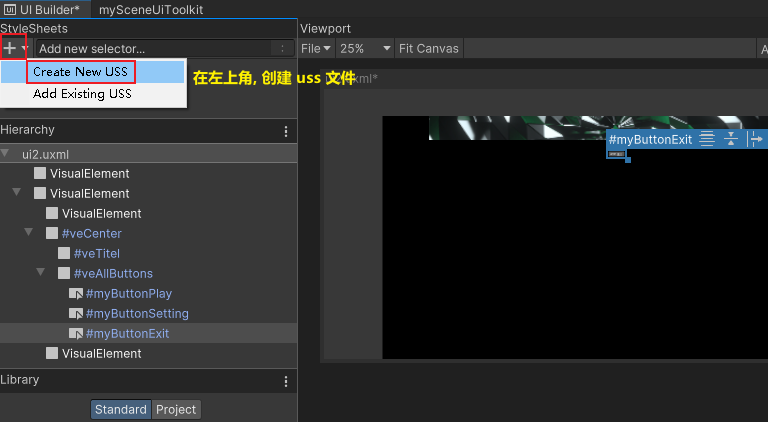 UI Builder* mySceneUiToolkit
StyleSheets
Viewport
+ Add new selector...
File 25% Fit Canvas
Create New USS
Add Existing USS
在左上角, 创建 uss 文件
xml*
Hierarchy
#myButtonExit
ui2.uxml
VisualElement
VisualElement
VisualElement
#veCenter
#veTitel
#veAllButtons
#myButtonPlay
#myButtonSetting
#myButtonExit
VisualElement
Library
Standard Project